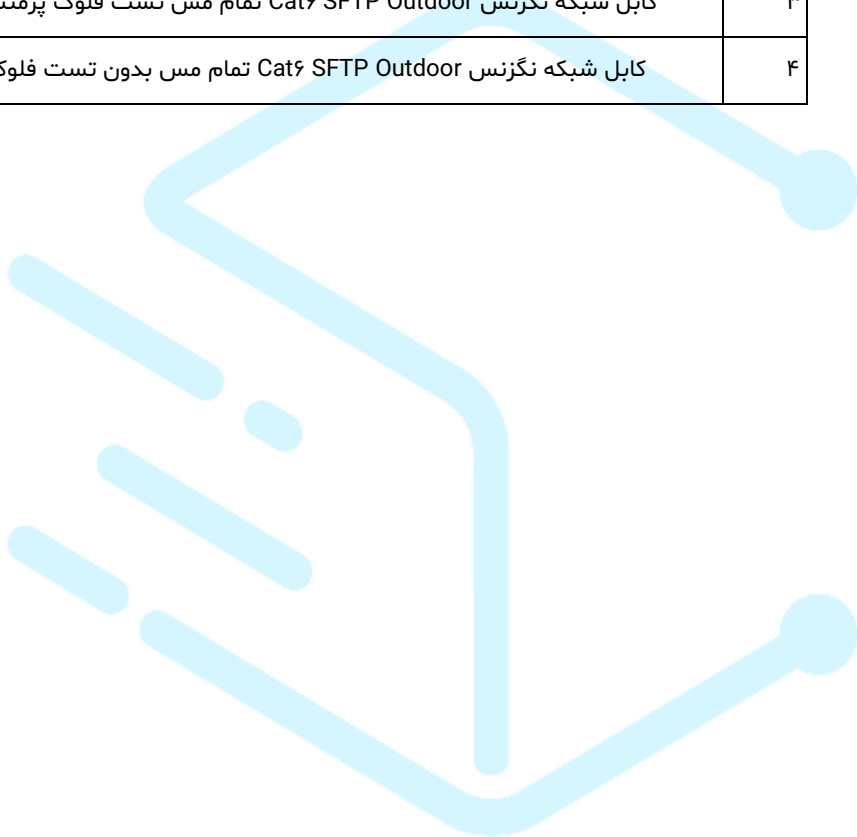 ۳ کابل شبکه نگزنس Cat۶ SFTP Outdoor تمام مس تست فلوک
۴ کابل شبکه نگزنس Cat۶ SFTP Outdoor تمام مس بدون تست